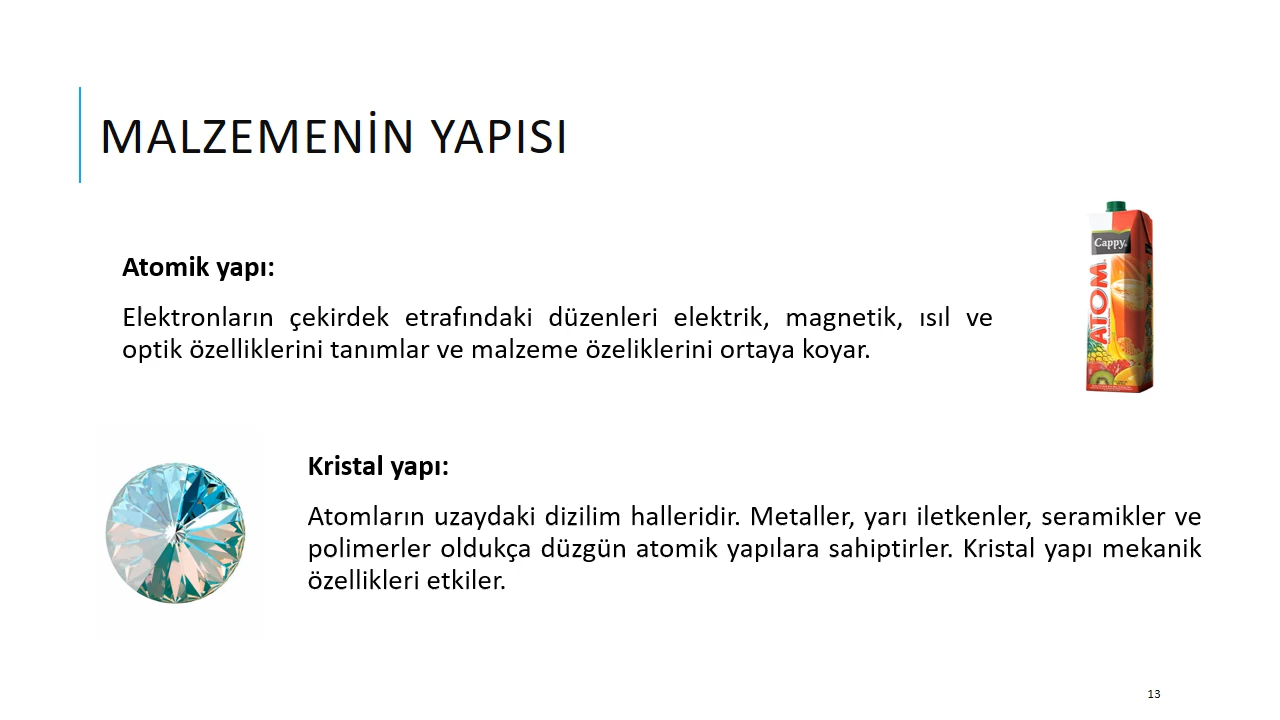 MALZEMENİN YAPISI
Cappy
ATOM
Atomik yapı:
Elektronların çekirdek etrafındaki düzenleri elektrik, magnetik, ısıl ve
optik özelliklerini tanımlar ve malzeme özeliklerini ortaya koyar.
Kristal yapı:
Atomların uzaydaki dizilim halleridir. Metaller, yarı iletkenler, seramikler ve
polimerler oldukça düzgün atomik yapılara sahiptirler. Kristal yapı mekanik
özellikleri etkiler.
13